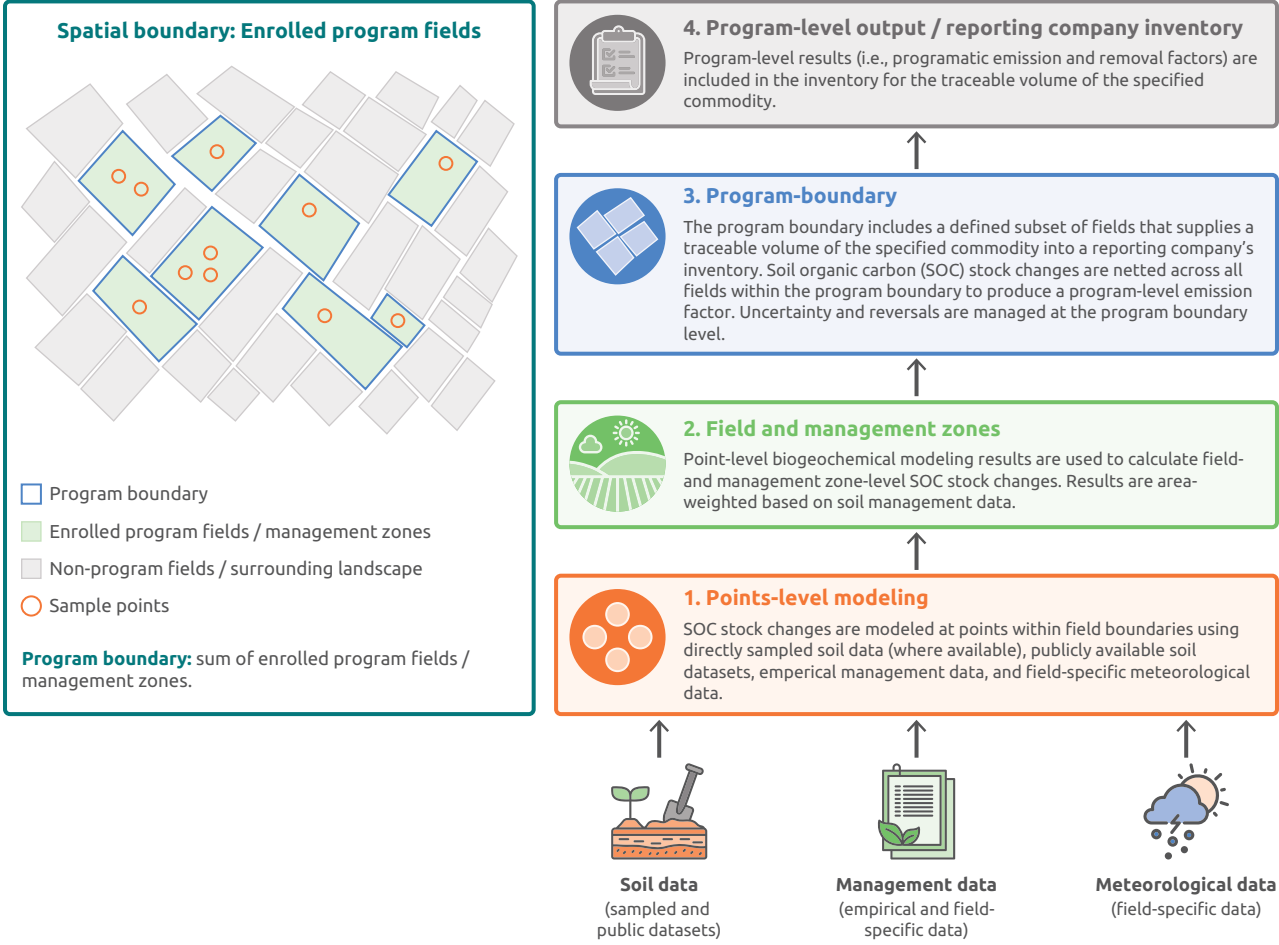 Spatial boundary: Enrolled program fields
Program boundary
Enrolled program fields / management zones
Non-program fields / surrounding landscape
Sample points
Program boundary: sum of enrolled program fields /
management zones.
4. Program-level output / reporting company inventory
Program-level results (i.e., programatic emission and removal factors) are
included in the inventory for the traceable volume of the specified
commodity.
3. Program-boundary
The program boundary includes a defined subset of fields that supplies a
traceable volume of the specified commodity into a reporting company's
inventory. Soil organic carbon (SOC) stock changes are netted across all
fields within the program boundary to produce a program-level emission
factor. Uncertainty and reversals are managed at the program boundary
level.
2. Field and management zones
Point-level biogeochemical modeling results are used to calculate field-
and management zone-level SOC stock changes. Results are area-
weighted based on soil management data.
1. Points-level modeling
SOC stock changes are modeled at points within field boundaries using
directly sampled soil data (where available), publicly available soil
datasets, emperical management data, and field-specific meteorological
data.
Soil data
(sampled and
public datasets)
Management data
(empirical and field-
specific data)
Meteorological data
(field-specific data)